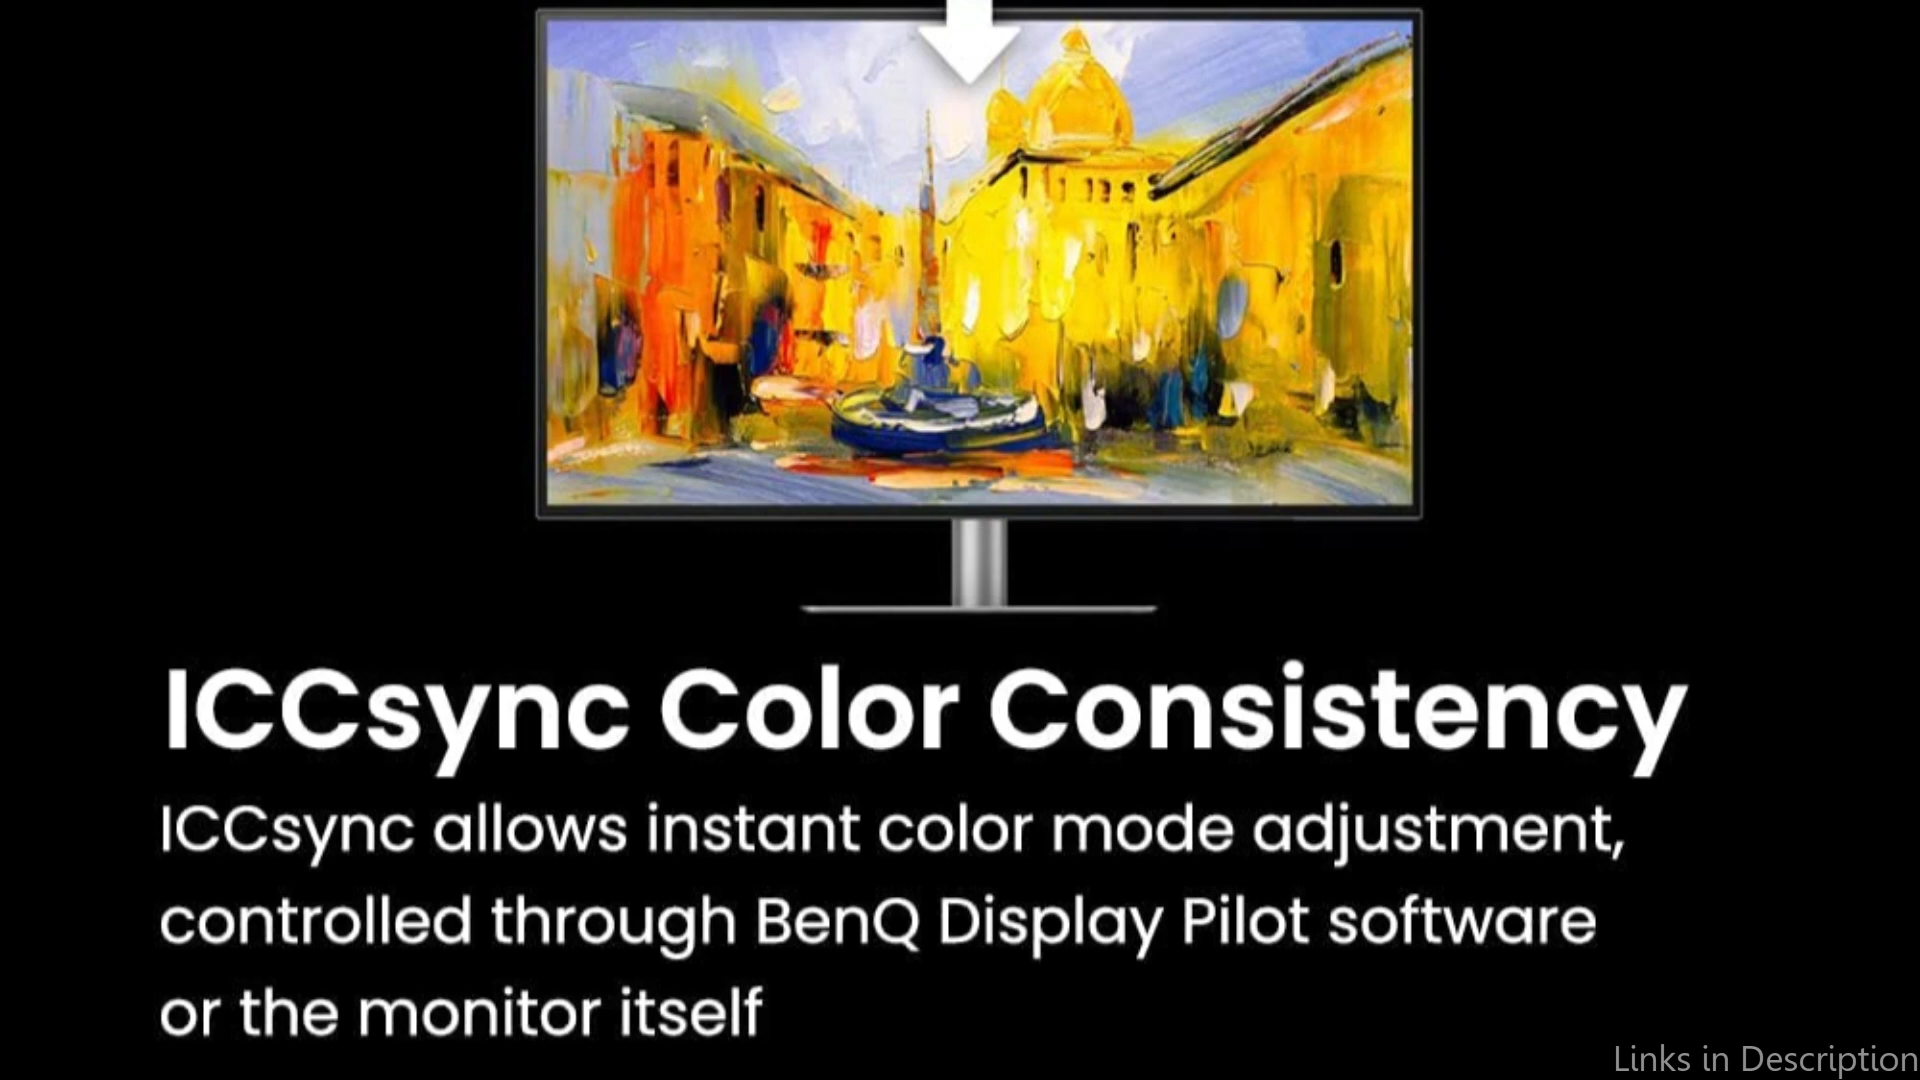 ICCsync Color Consistency
ICCsync allows instant color mode adjustment,
controlled through BenQ Display Pilot software
or the monitor itself
Links in Description